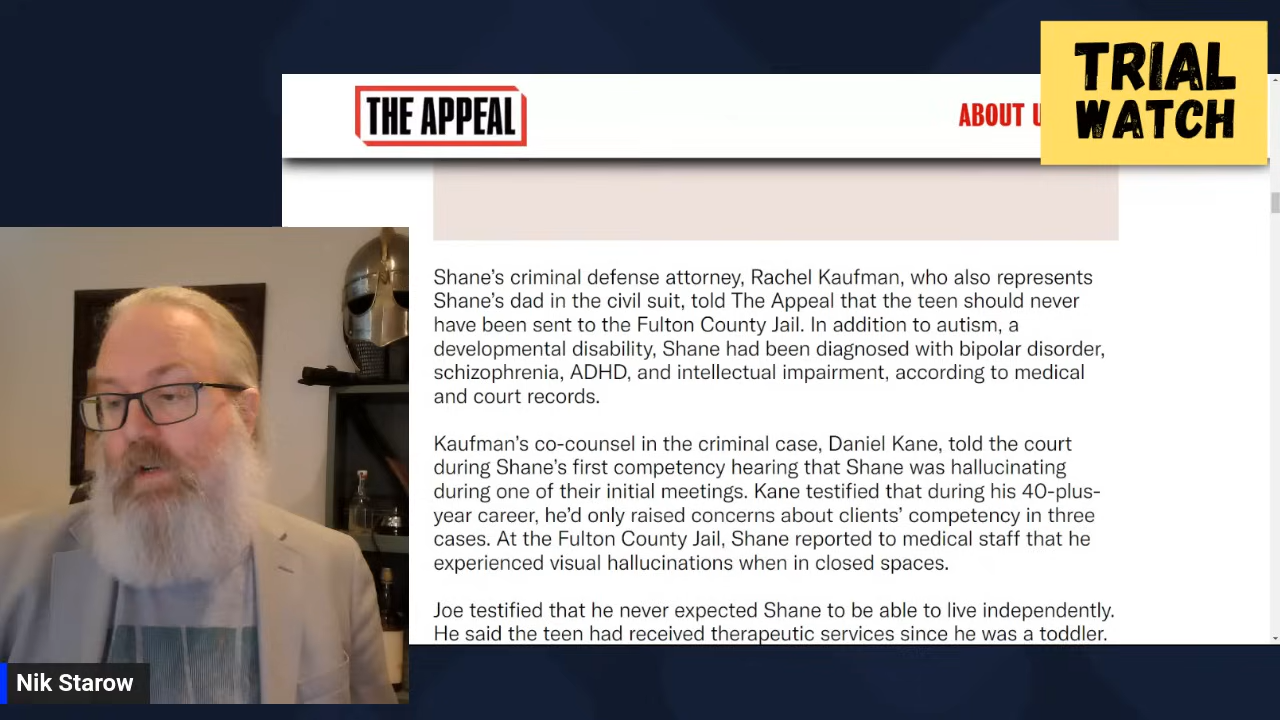 TRIAL
WATCH
THE APPEAL
ABOUT U
Shane’s criminal defense attorney, Rachel Kaufman, who also represents
Shane’s dad in the civil suit, told The Appeal that the teen should never
have been sent to the Fulton County Jail. In addition to autism, a
developmental disability, Shane had been diagnosed with bipolar disorder,
schizophrenia, ADHD, and intellectual impairment, according to medical
and court records.
Kaufman’s co-counsel in the criminal case, Daniel Kane, told the court
during Shane’s first competency hearing that Shane was hallucinating
during one of their initial meetings. Kane testified that during his 40-plus-
year career, he’d only raised concerns about clients’ competency in three
cases. At the Fulton County Jail, Shane reported to medical staff that he
experienced visual hallucinations when in closed spaces.
Joe testified that he never expected Shane to be able to live independently.
He said the teen had received therapeutic services since he was a toddler.
Nik Starow